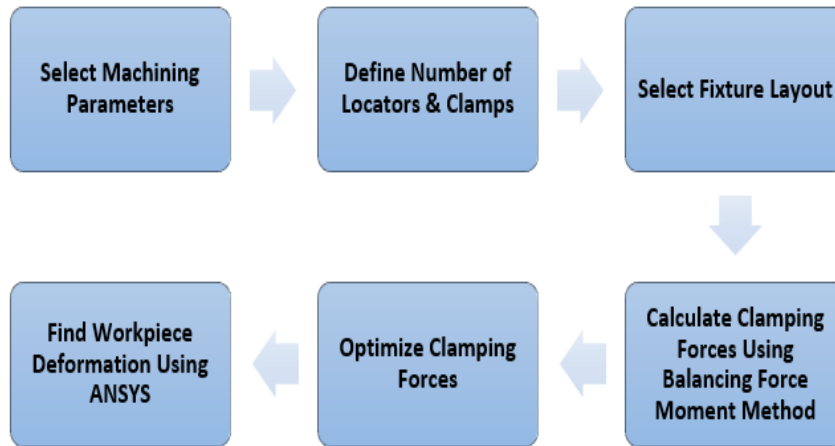 Select Machining
Parameters
Define Number of
Locators & Clamps
Select Fixture Layout
Calculate Clamping
Forces Using
Balancing Force
Moment Method
Optimize Clamping
Forces
Find Workpiece
Deformation Using
ANSYS